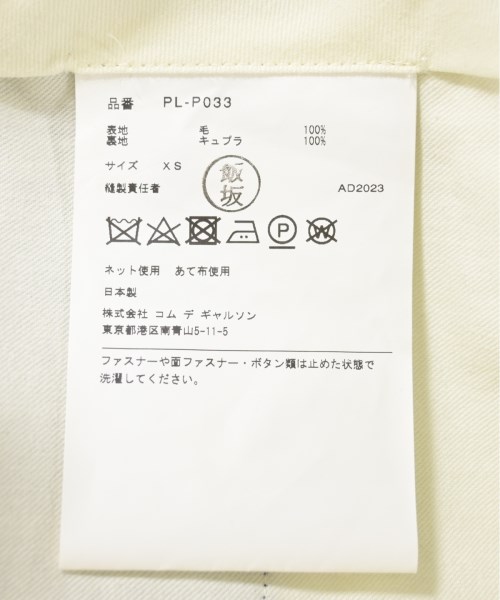 品番 PL-P033
表地 毛 100%
裏地 キュプラ 100%
サイズ XS
飯坂
縫製責任者 AD2023
P W
ネット使用 あて布使用
日本製
株式会社 コム デ ギャルソン
東京都港区南青山5-11-5
ファスナーや面ファスナー・ボタン類は止めた状態で
洗濯してください。